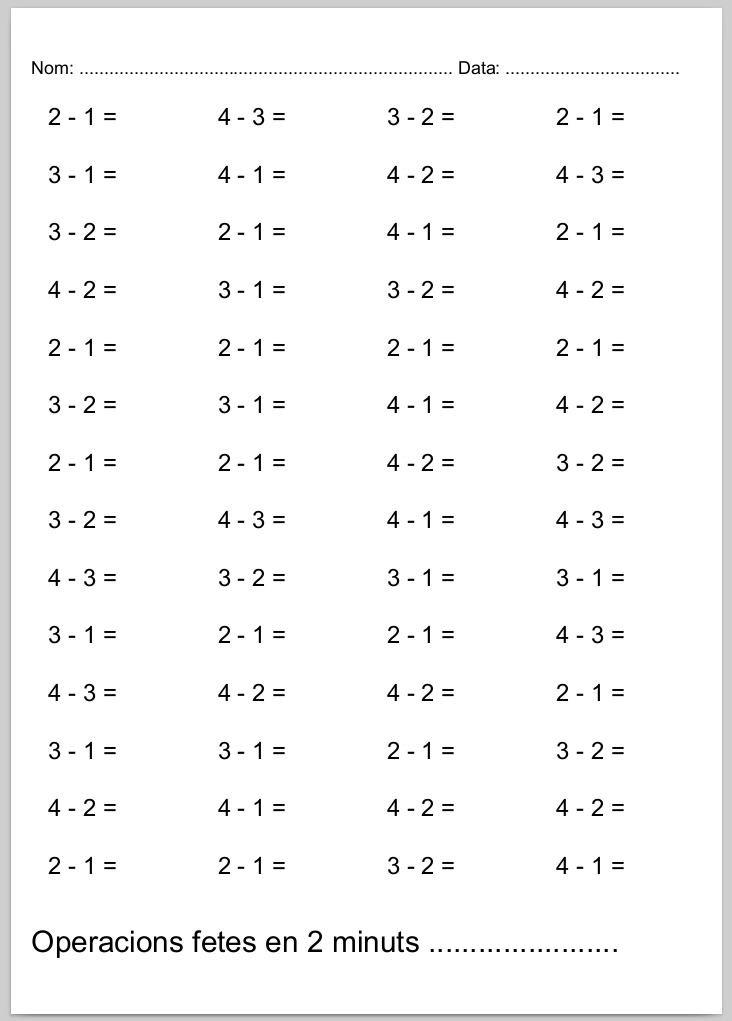 Nom: ........................................................................... Data: ...................................
2 - 1 = 4 - 3 = 3 - 2 = 2 - 1 =
3 - 1 = 4 - 1 = 4 - 2 = 4 - 3 =
3 - 2 = 2 - 1 = 4 - 1 = 2 - 1 =
4 - 2 = 3 - 1 = 3 - 2 = 4 - 2 =
2 - 1 = 2 - 1 = 2 - 1 = 2 - 1 =
3 - 2 = 3 - 1 = 4 - 1 = 4 - 2 =
2 - 1 = 2 - 1 = 4 - 2 = 3 - 2 =
3 - 2 = 4 - 3 = 4 - 1 = 4 - 3 =
4 - 3 = 3 - 2 = 3 - 1 = 3 - 1 =
3 - 1 = 2 - 1 = 2 - 1 = 4 - 3 =
4 - 3 = 4 - 2 = 4 - 2 = 2 - 1 =
3 - 1 = 3 - 1 = 2 - 1 = 3 - 2 =
4 - 2 = 4 - 1 = 4 - 2 = 4 - 2 =
2 - 1 = 2 - 1 = 3 - 2 = 4 - 1 =
Operacions fetes en 2 minuts .......................